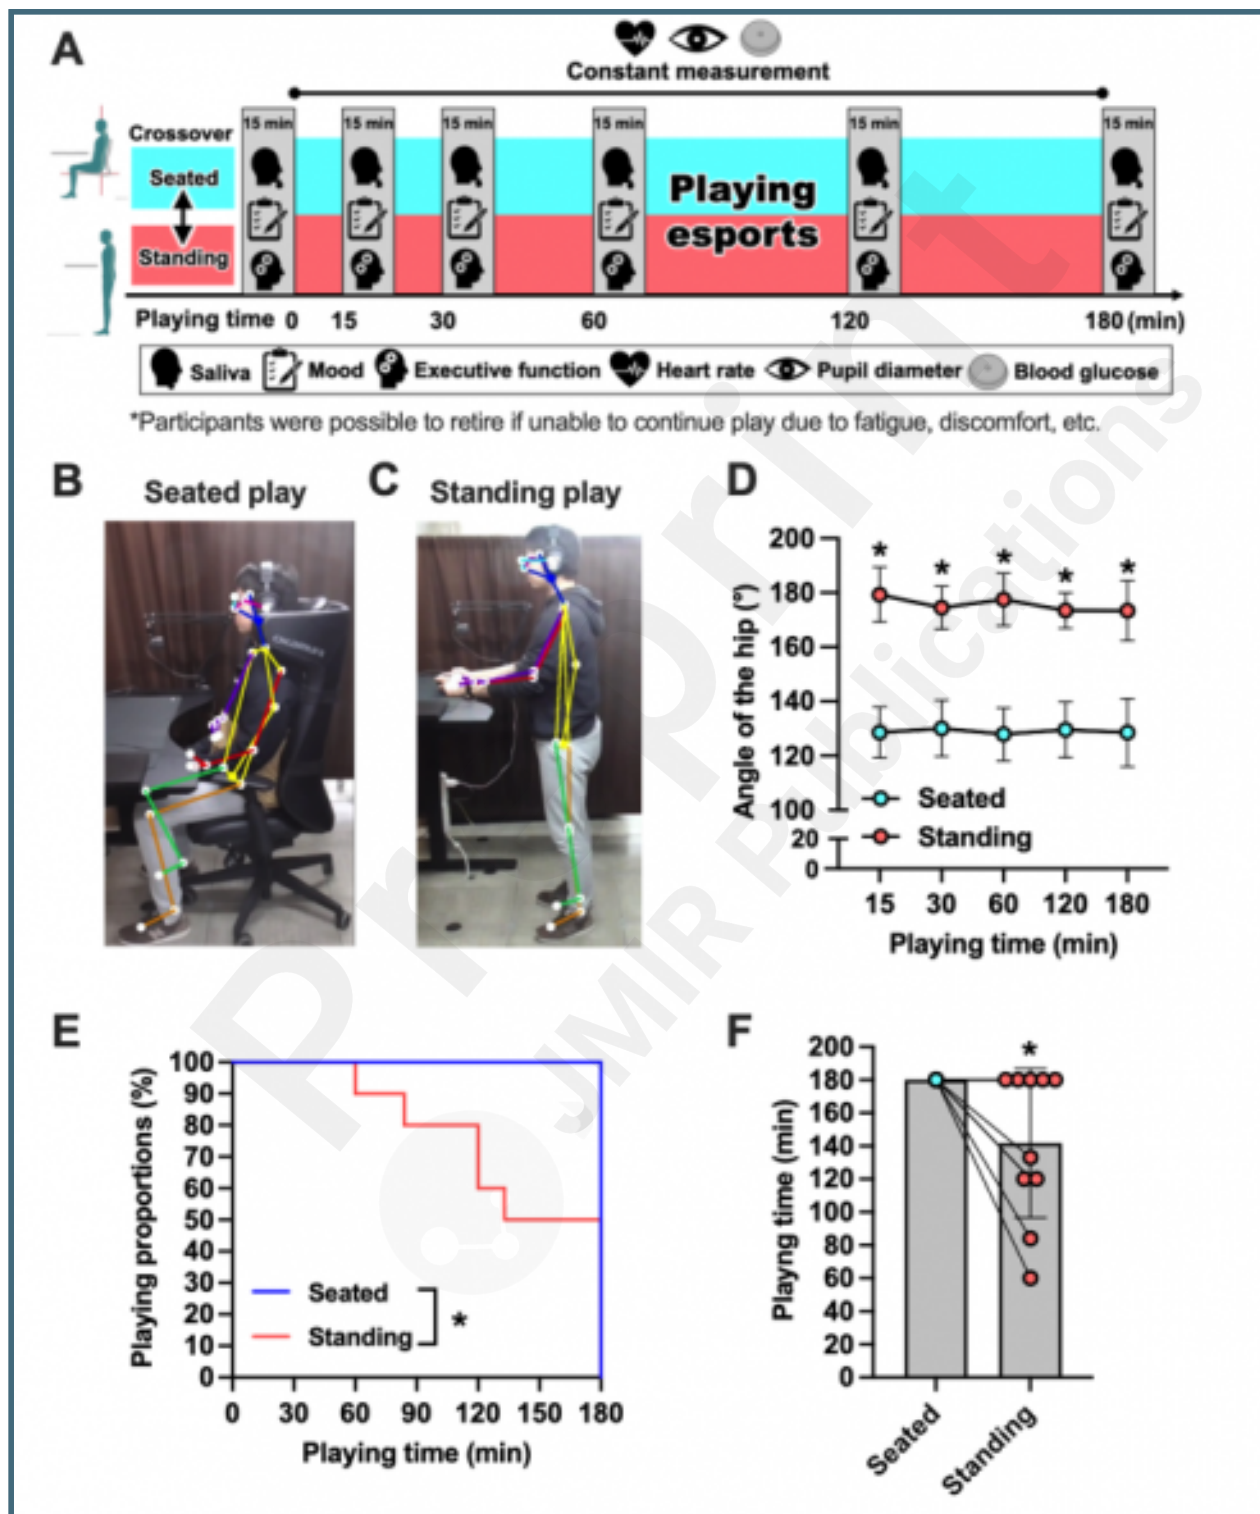 A
Constant measurement
Crossover
Seated
Standing
15 min 15 min 15 min 15 min 15 min 15 min
Playing
esports
Playing time 0 15 30 60 120 180 (min)
Saliva Mood Executive function Heart rate Pupil diameter Blood glucose
*Participants were possible to retire if unable to continue play due to fatigue, discomfort, etc.
B Seated play
C Standing play
D
Angle of the hip (°)
200
180
160
140
120
100
20
0
* * * * *
Seated
Standing
15 30 60 120 180
Playing time (min)
E
Playing proportions (%)
100
90
80
70
60
50
40
30
20
10
0
Seated
Standing
*
0 30 60 90 120 150 180
Playing time (min)
F
Playng time (min)
200
180
160
140
120
100
80
60
40
20
0
*
Seated
Standing
Preprint
JMIR Publications